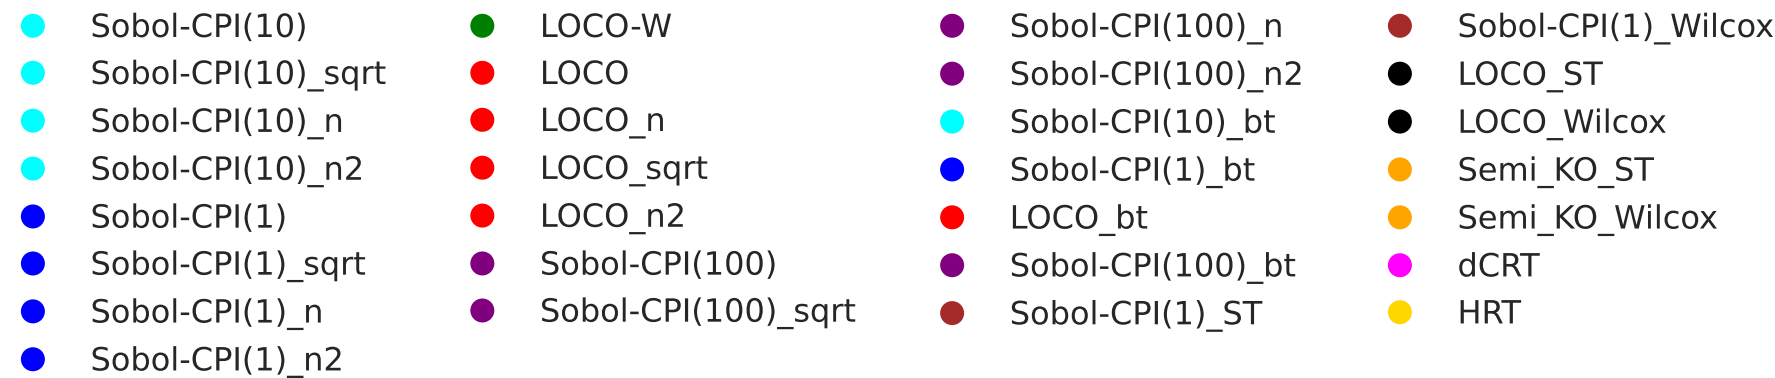 Sobol-CPI(10)
Sobol-CPI(10)_sqrt
Sobol-CPI(10)_n
Sobol-CPI(10)_n2
Sobol-CPI(1)
Sobol-CPI(1)_sqrt
Sobol-CPI(1)_n
Sobol-CPI(1)_n2
LOCO-W
LOCO
LOCO_n
LOCO_sqrt
LOCO_n2
Sobol-CPI(100)
Sobol-CPI(100)_sqrt
Sobol-CPI(100)_n
Sobol-CPI(100)_n2
Sobol-CPI(10)_bt
Sobol-CPI(1)_bt
LOCO_bt
Sobol-CPI(100)_bt
Sobol-CPI(1)_ST
Sobol-CPI(1)_Wilcox
LOCO_ST
LOCO_Wilcox
Semi_KO_ST
Semi_KO_Wilcox
dCRT
HRT